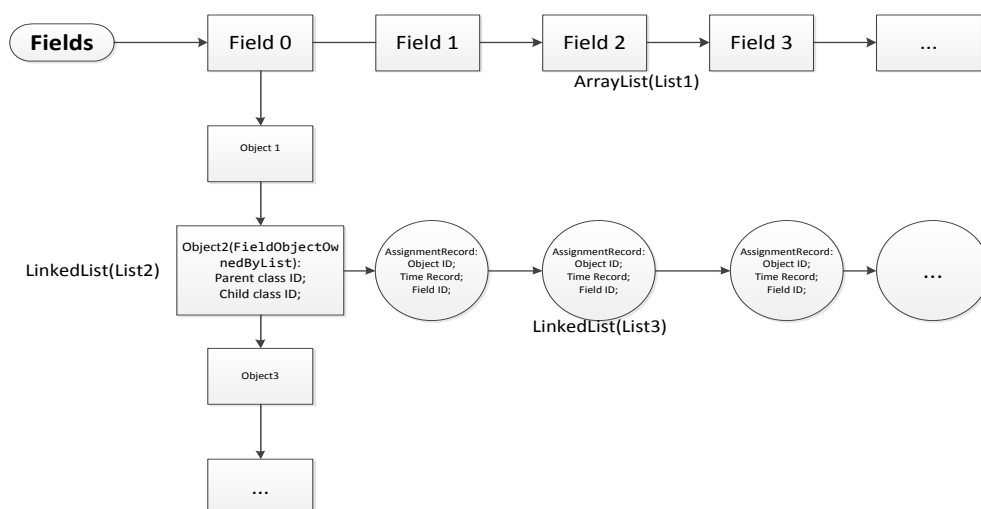 Fields
Field 0
Field 1
Field 2
Field 3
...
ArrayList(List1)
Object 1
LinkedList(List2)
Object2(FieldObjectOw
nedByList):
Parent class ID;
Child class ID;
AssignmentRecord:
Object ID;
Time Record;
Field ID;
AssignmentRecord:
Object ID;
Time Record;
Field ID;
AssignmentRecord:
Object ID;
Time Record;
Field ID;
...
LinkedList(List3)
Object3
...